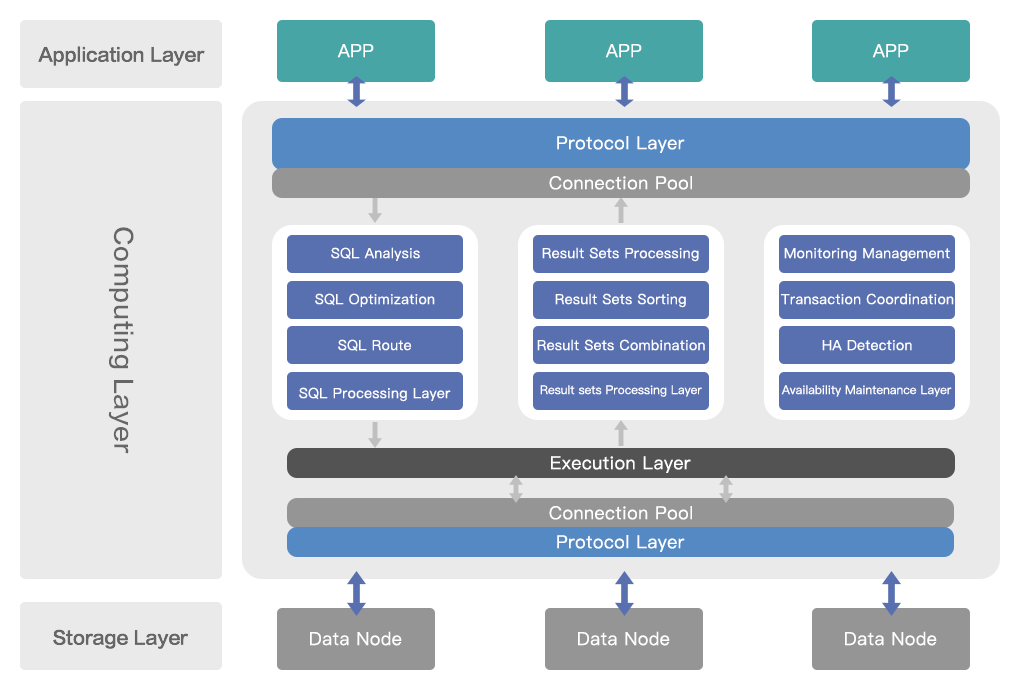 Application Layer
APP
APP
APP
Computing Layer
Protocol Layer
Connection Pool
SQL Analysis
SQL Optimization
SQL Route
SQL Processing Layer
Result Sets Processing
Result Sets Sorting
Result Sets Combination
Result sets Processing Layer
Monitoring Management
Transaction Coordination
HA Detection
Availability Maintenance Layer
Execution Layer
Connection Pool
Protocol Layer
Storage Layer
Data Node
Data Node
Data Node